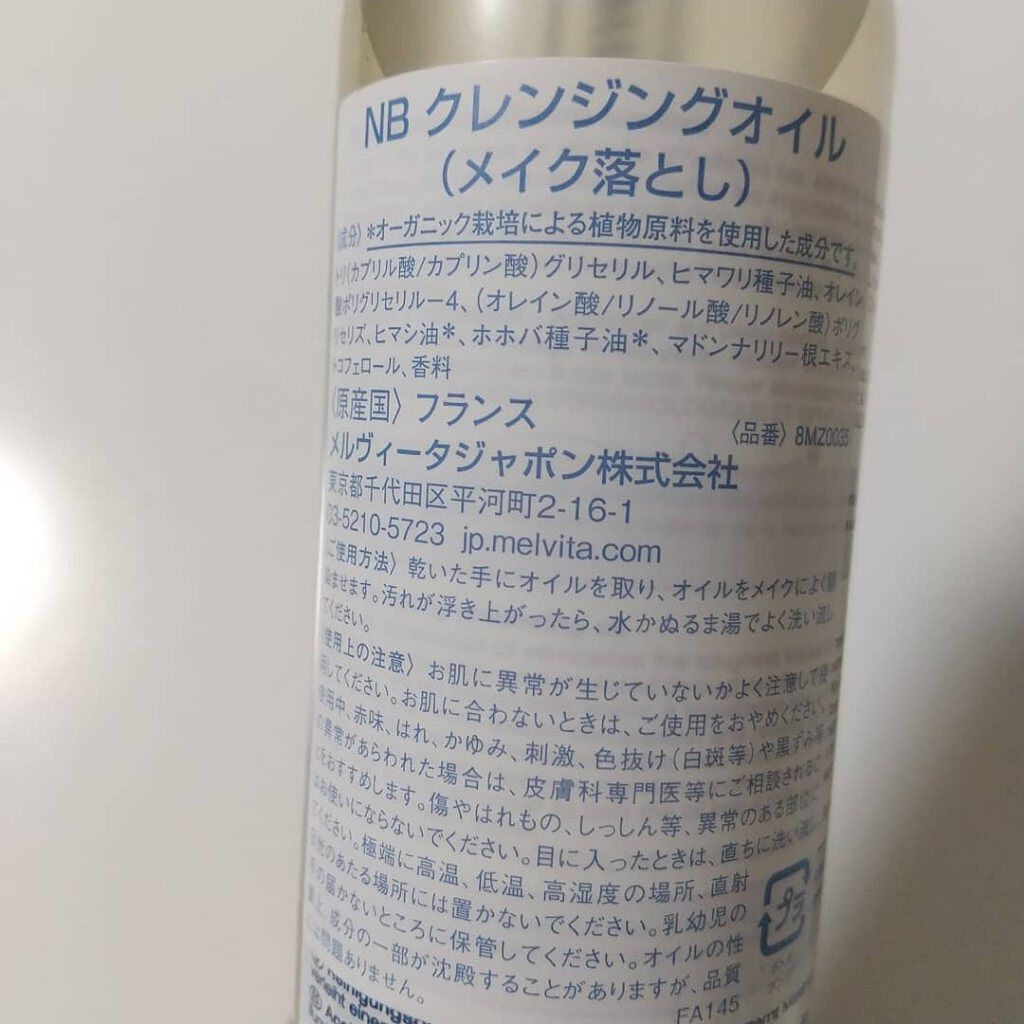 NB クレンジングオイル
(メイク落とし)
成分〉*オーガニック栽培による植物原料を使用した成分です。
トリ(カプリル酸/カプリン酸)グリセリル、ヒマワリ種子油、オレイン
酸ポリグリセリル－4、(オレイン酸/リノール酸/リノレン酸)ポリグ
リセリズ、ヒマシ油*、ホホバ種子油*、マドンナリリー根エキス、
トコフェロール、香料
〈原産国〉フランス
〈品番〉8MZ0035
メルヴィータジャポン株式会社
東京都千代田区平河町2-16-1
03-5210-5723 jp.melvita.com
ご使用方法〉乾いた手にオイルを取り、オイルをメイクによく
染ませます。汚れが浮き上がったら、水かぬるま湯でよく洗い流し
てください。
使用上の注意〉お肌に異常が生じていないかよく注意して使
用してください。お肌に合わないときは、ご使用をおやめください。
使用中、赤味、はれ、かゆみ、刺激、色抜け(白斑等)や黒ずみ等
の異常があらわれた場合は、皮膚科専門医等にご相談されるこ
とをおすすめします。傷やはれもの、しっしん等、異常のある部位に
はお使いにならないでください。目に入ったときは、直ちに洗い流し
てください。極端に高温、低温、高湿度の場所、直射
日光のあたる場所には置かないでください。乳幼児の
手の届かないところに保管してください。オイルの性
質上、成分の一部が沈殿することがありますが、品質
には問題ありません。
プラ
FA145